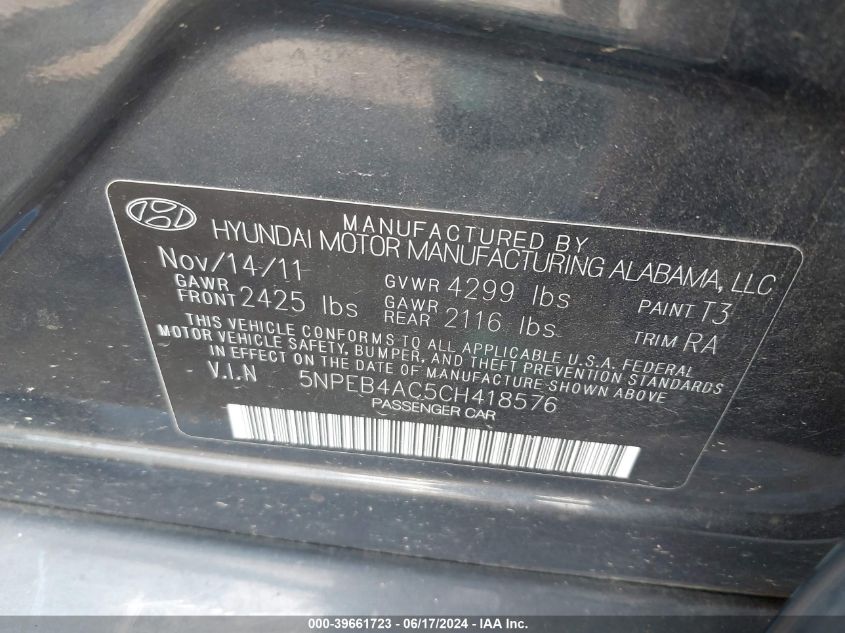 MANUFACTURED BY
HYUNDAI MOTOR MANUFACTURING ALABAMA, LLC
Nov/14/11 GVWR 4299 lbs PAINT T3
GAWR FRONT 2425 lbs GAWR REAR 2116 lbs TRIM RA
THIS VEHICLE CONFORMS TO ALL APPLICABLE U.S.A. FEDERAL
MOTOR VEHICLE SAFETY, BUMPER, AND THEFT PREVENTION STANDARDS
IN EFFECT ON THE DATE OF MANUFACTURE SHOWN ABOVE
V.I.N 5NPEB4AC5CH418576
PASSENGER CAR
000-39661723 - 06/17/2024 - IAA Inc.